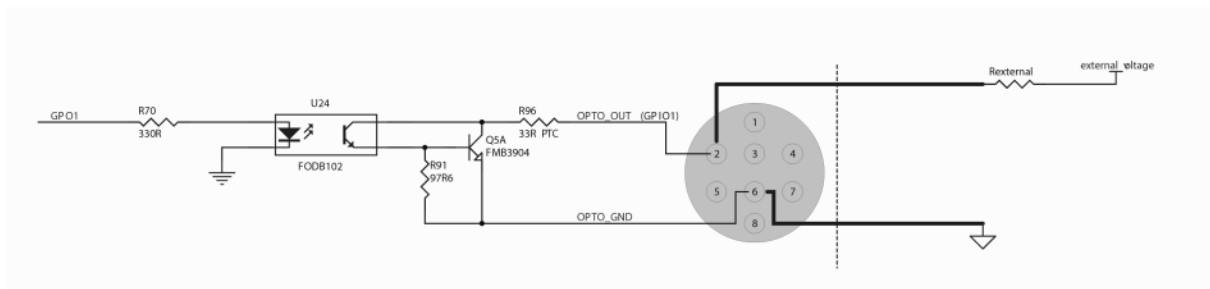 external_voltage
Rexternal
U24
R70
R96
GPO1
OPTO_OUT (GPIO1)
330R
33R PTC
1
Q5A
FMB3904
2
3
4
FODB102
R91
97R6
5
6
7
OPTO_GND
8